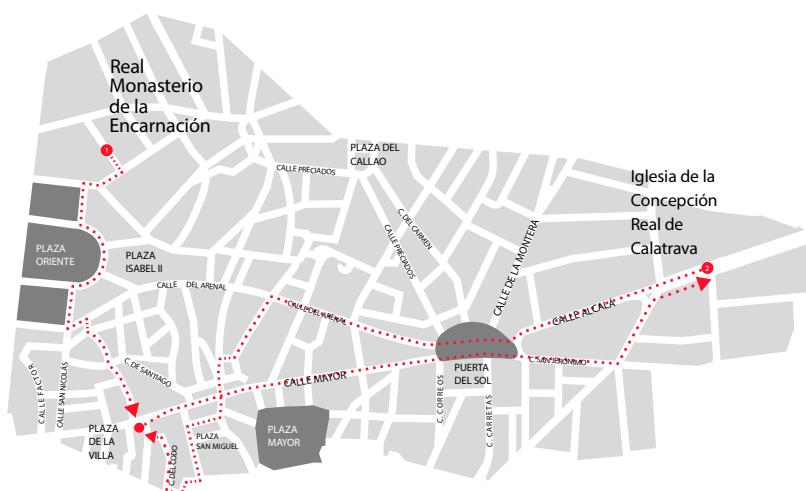 Real
Monasterio
de la
Encarnación
1
PLAZA DEL
CALLAO
CALLE PRECIADOS
Iglesia de la
Concepción
Real de
Calatrava
2
C. DEL CARMEN
CALLE PRECIADOS
CALLE DE LA MONTERA
PLAZA
ORIENTE
PLAZA
ISABEL II
CALLE DEL ARENAL
CALLE DEL ARENAL
CALLE ALCALÁ
C. SAN JERÓNIMO
PUERTA
DEL SOL
C. DE SANTIAGO
CALLE MAYOR
CALLE FACTOR
CALLE SAN NICOLÁS
C. CORREOS
C. CARRETAS
PLAZA
DE LA
VILLA
PLAZA
SAN MIGUEL
PLAZA
MAYOR
C. DEL CODO